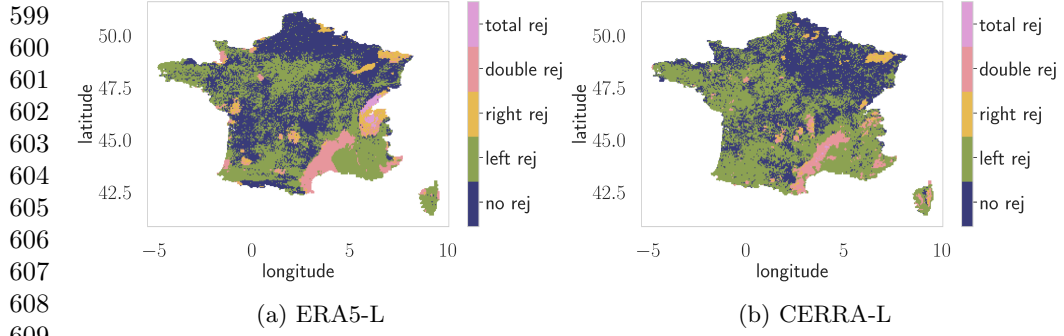 599
600
601
602
603
604
605
606
607
608
609
latitude
50.0
47.5
45.0
42.5
−5 0 5 10
longitude
total rej
double rej
right rej
left rej
no rej
(a) ERA5-L
latitude
50.0
47.5
45.0
42.5
−5 0 5 10
longitude
total rej
double rej
right rej
left rej
no rej
(b) CERRA-L